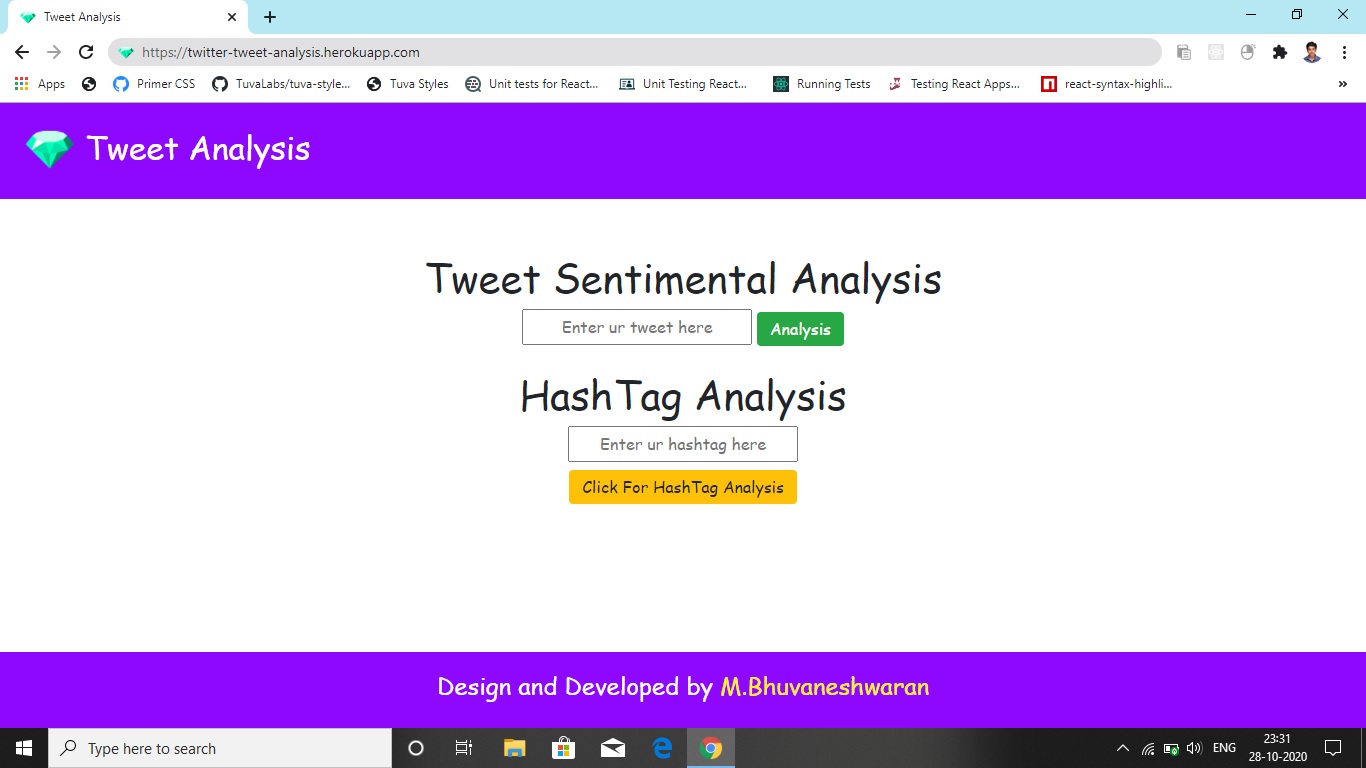 Tweet Analysis
https://twitter-tweet-analysis.herokuapp.com
Apps Primer CSS TuvaLabs/tuva-style... Tuva Styles Unit tests for React... Unit Testing React... Running Tests Testing React Apps... react-syntax-highli... »
Tweet Analysis
Tweet Sentimental Analysis
Enter ur tweet here Analysis
HashTag Analysis
Enter ur hashtag here
Click For HashTag Analysis
Design and Developed by M.Bhuvaneshwaran
Type here to search
ENG
23:31
28-10-2020